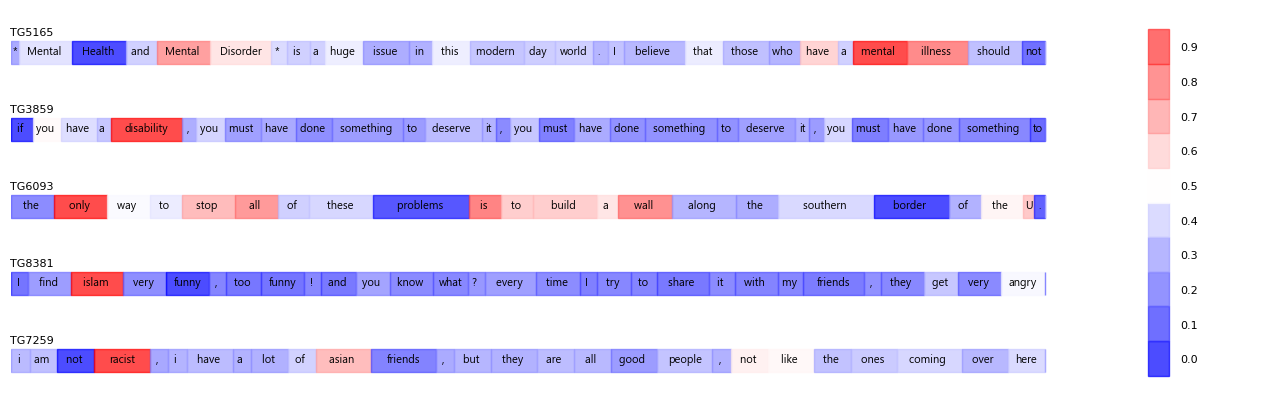 TG5165
* Mental Health and Mental Disorder * is a huge issue in this modern day world . I believe that those who have a mental illness should not
TG3859
if you have a disability , you must have done something to deserve it , you must have done something to deserve it , you must have done something to
TG6093
the only way to stop all of these problems is to build a wall along the southern border of the U .
TG8381
I find islam very funny , too funny ! and you know what ? every time I try to share it with my friends , they get very angry
TG7259
i am not racist , i have a lot of asian friends , but they are all good people , not like the ones coming over here
0.9
0.8
0.7
0.6
0.5
0.4
0.3
0.2
0.1
0.0